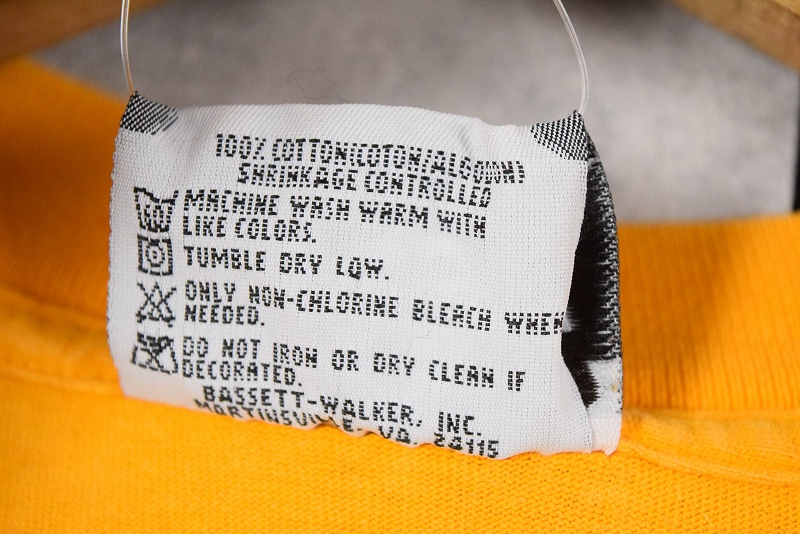 100% COTTON(COTON/ALGODON)
SHRINKAGE CONTROLLED
MACHINE WASH WARM WITH
LIKE COLORS.
TUMBLE DRY LOW.
ONLY NON-CHLORINE BLEACH WHEN
NEEDED.
DO NOT IRON OR DRY CLEAN IF
DECORATED.
BASSETT-WALKER, INC.
MARTINSVILLE, VA. 24115